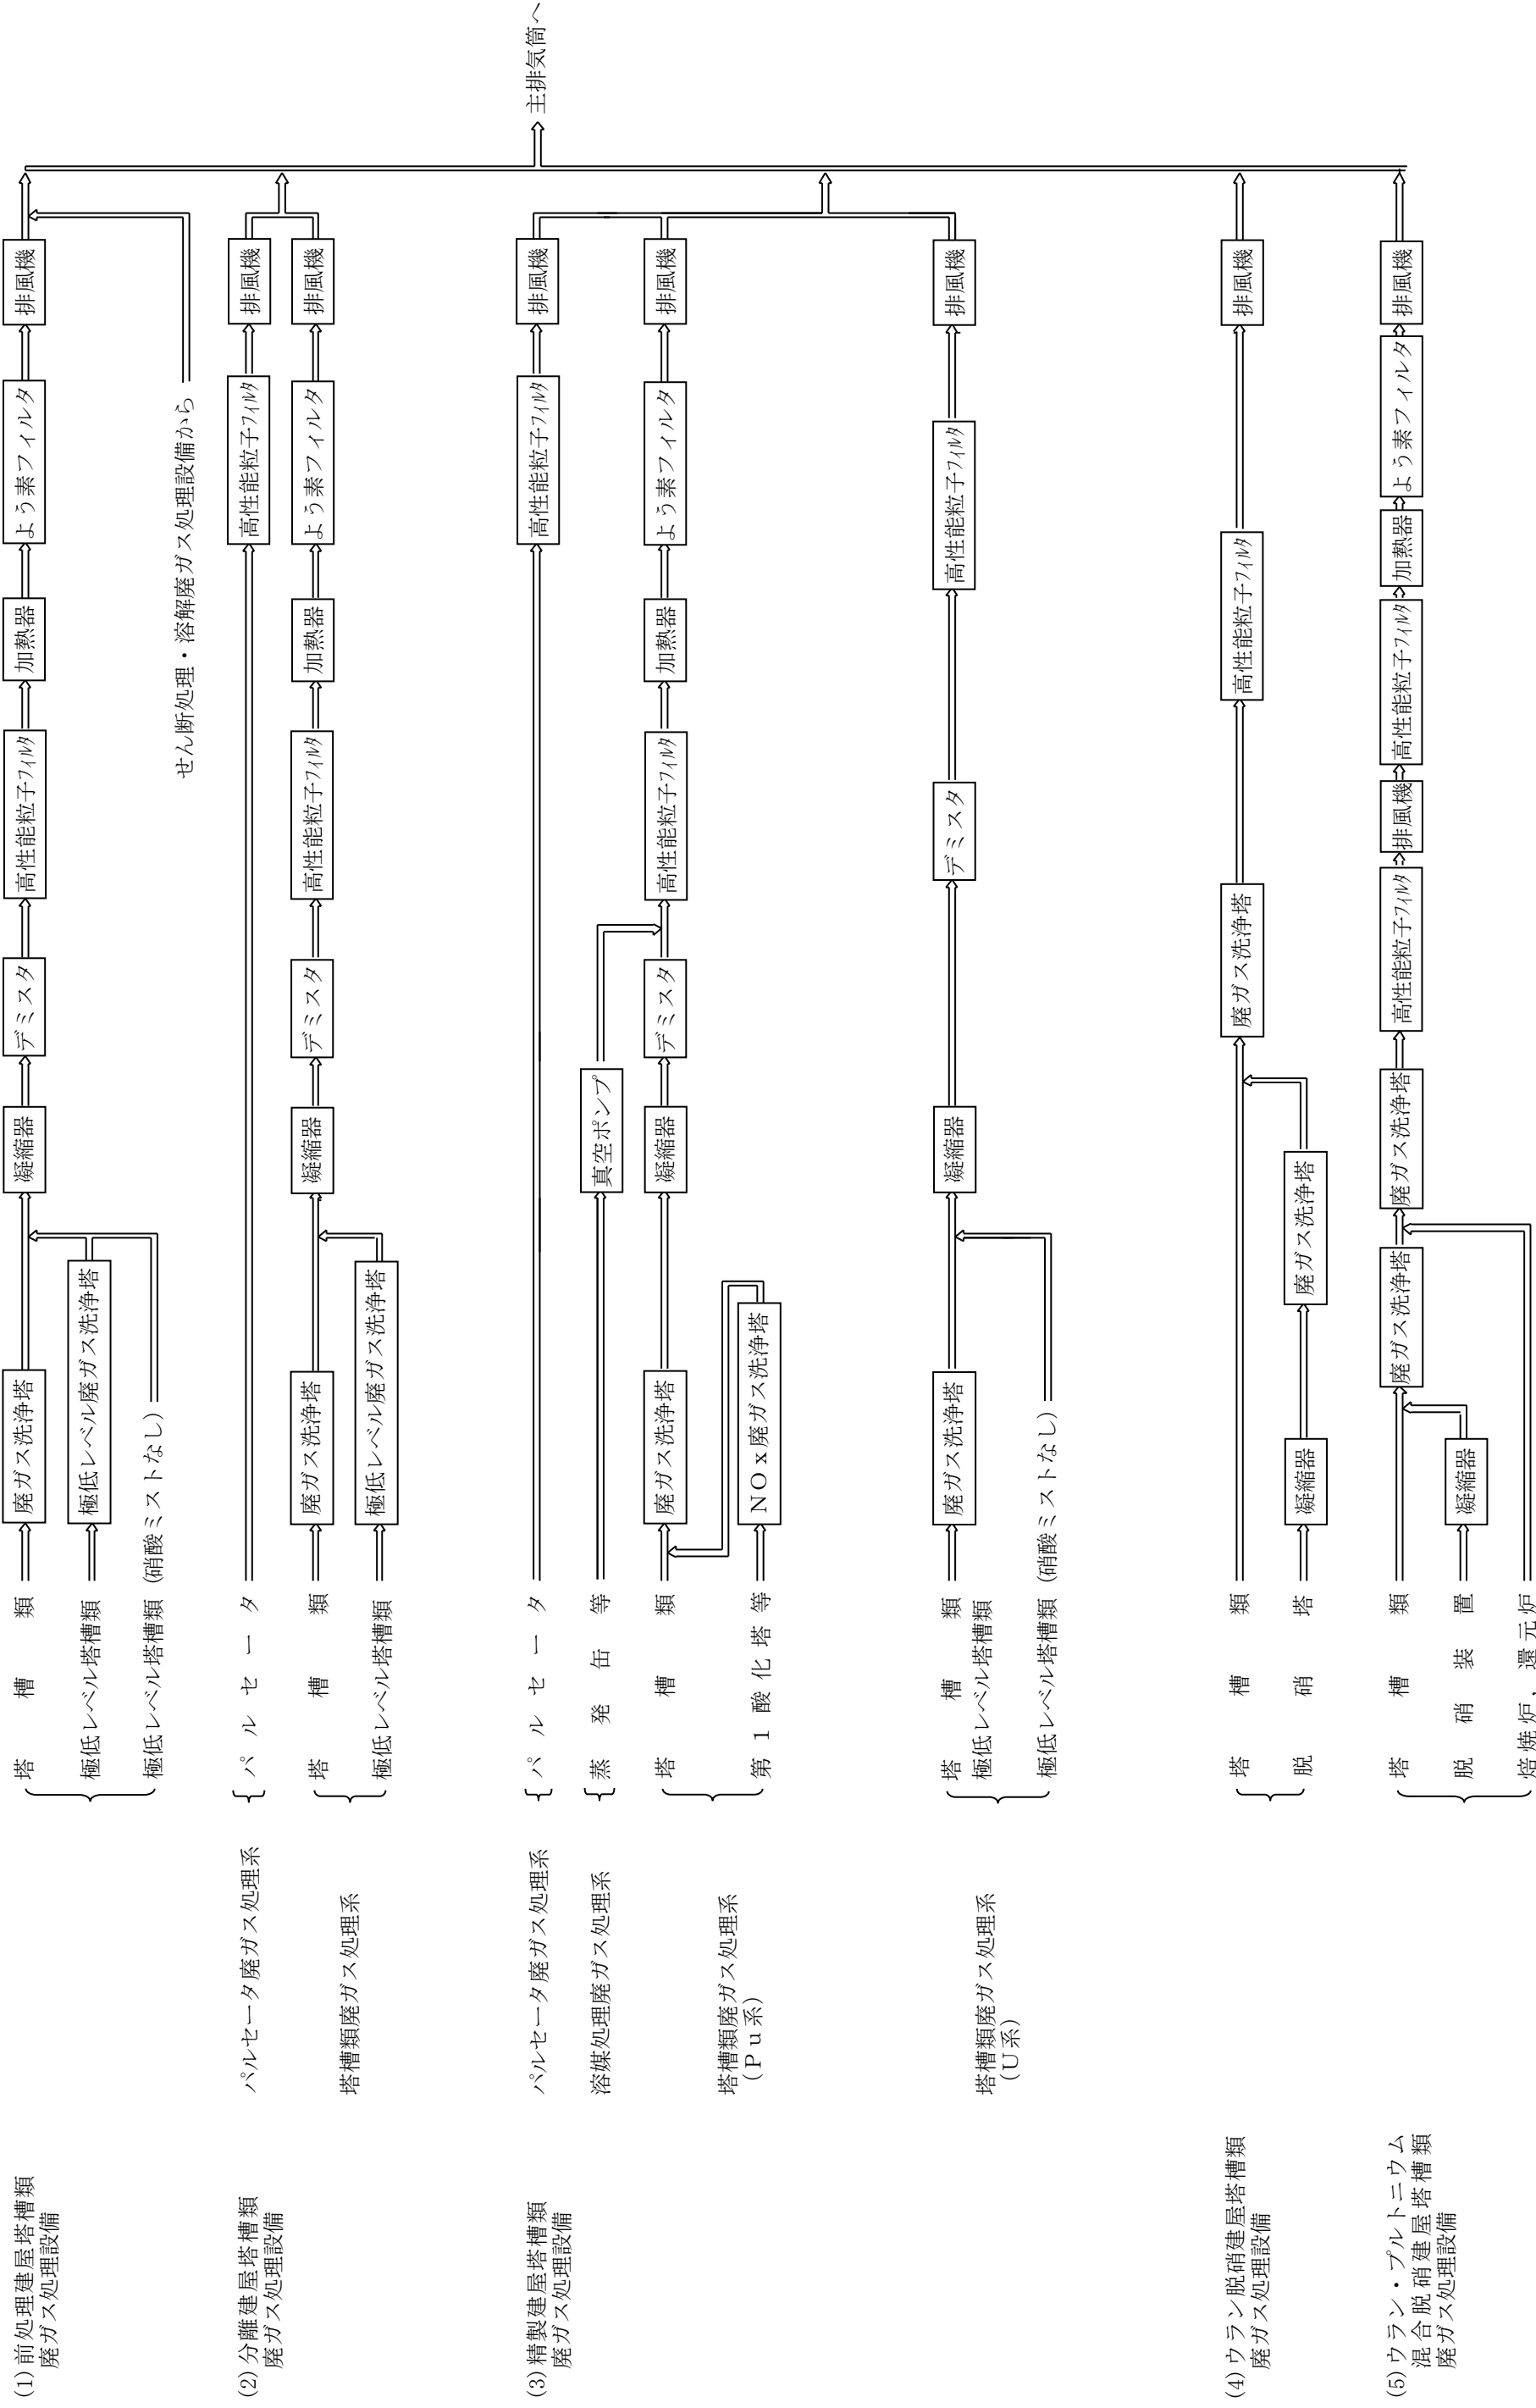 (1)前処理建屋塔槽類
廃ガス処理設備
塔槽類
廃ガス洗浄塔
凝縮器
デミスタ
高性能粒子フィルタ
加熱器
よう素フィルタ
排風機
極低レベル塔槽類
極低レベル廃ガス洗浄塔
極低レベル塔槽類(硝酸ミストなし)
せん断処理・溶解廃ガス処理設備から
(2)分離建屋塔槽類
廃ガス処理設備
パルセータ廃ガス処理系
パルセータ
高性能粒子フィルタ
排風機
塔槽類廃ガス処理系
塔槽類
廃ガス洗浄塔
凝縮器
デミスタ
高性能粒子フィルタ
加熱器
よう素フィルタ
排風機
極低レベル塔槽類
極低レベル廃ガス洗浄塔
(3)精製建屋塔槽類
廃ガス処理設備
パルセータ廃ガス処理系
パルセータ
高性能粒子フィルタ
排風機
主排気筒へ
溶媒処理廃ガス処理系
蒸発缶等
真空ポンプ
塔槽類廃ガス処理系
(Pu系)
塔槽類
廃ガス洗浄塔
凝縮器
デミスタ
高性能粒子フィルタ
加熱器
よう素フィルタ
排風機
第1酸化塔等
NOx廃ガス洗浄塔
塔槽類廃ガス処理系
(U系)
塔槽類
廃ガス洗浄塔
凝縮器
デミスタ
高性能粒子フィルタ
排風機
極低レベル塔槽類
極低レベル塔槽類(硝酸ミストなし)
(4)ウラン脱硝建屋塔槽類
廃ガス処理設備
塔槽類
廃ガス洗浄塔
高性能粒子フィルタ
排風機
脱硝塔
凝縮器
廃ガス洗浄塔
(5)ウラン・プルトニウム
混合脱硝建屋塔槽類
廃ガス処理設備
塔槽類
廃ガス洗浄塔
廃ガス洗浄塔
高性能粒子フィルタ
排風機
高性能粒子フィルタ
加熱器
よう素フィルタ
排風機
脱硝装置
凝縮器
焙焼炉、還元炉